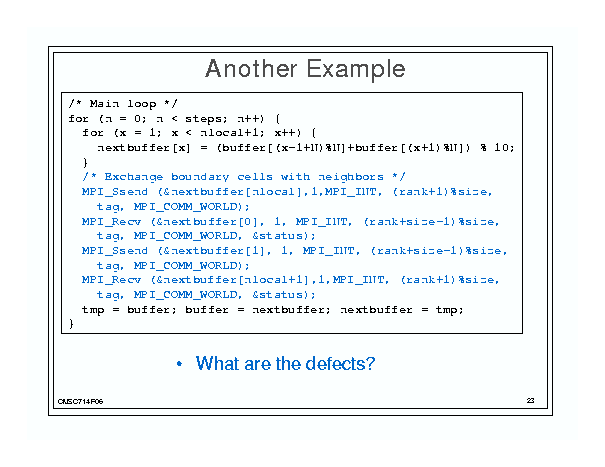 Another Example
/* Main loop */
for (n = 0; n < steps; n++) {
for (x = 1; x < nlocal+1; x++) {
nextbuffer[x] = (buffer[(x-1+N)%N]+buffer[(x+1)%N]) % 10;
}
/* Exchange boundary cells with neighbors */
MPI_Ssend (&nextbuffer[nlocal],1,MPI_INT, (rank+1)%size,
tag, MPI_COMM_WORLD);
MPI_Recv (&nextbuffer[0], 1, MPI_INT, (rank+size-1)%size,
tag, MPI_COMM_WORLD, &status);
MPI_Ssend (&nextbuffer[1], 1, MPI_INT, (rank+size-1)%size,
tag, MPI_COMM_WORLD);
MPI_Recv (&nextbuffer[nlocal+1],1,MPI_INT, (rank+1)%size,
tag, MPI_COMM_WORLD, &status);
tmp = buffer; buffer = nextbuffer; nextbuffer = tmp;
}
• What are the defects?
CMSC714F06
23